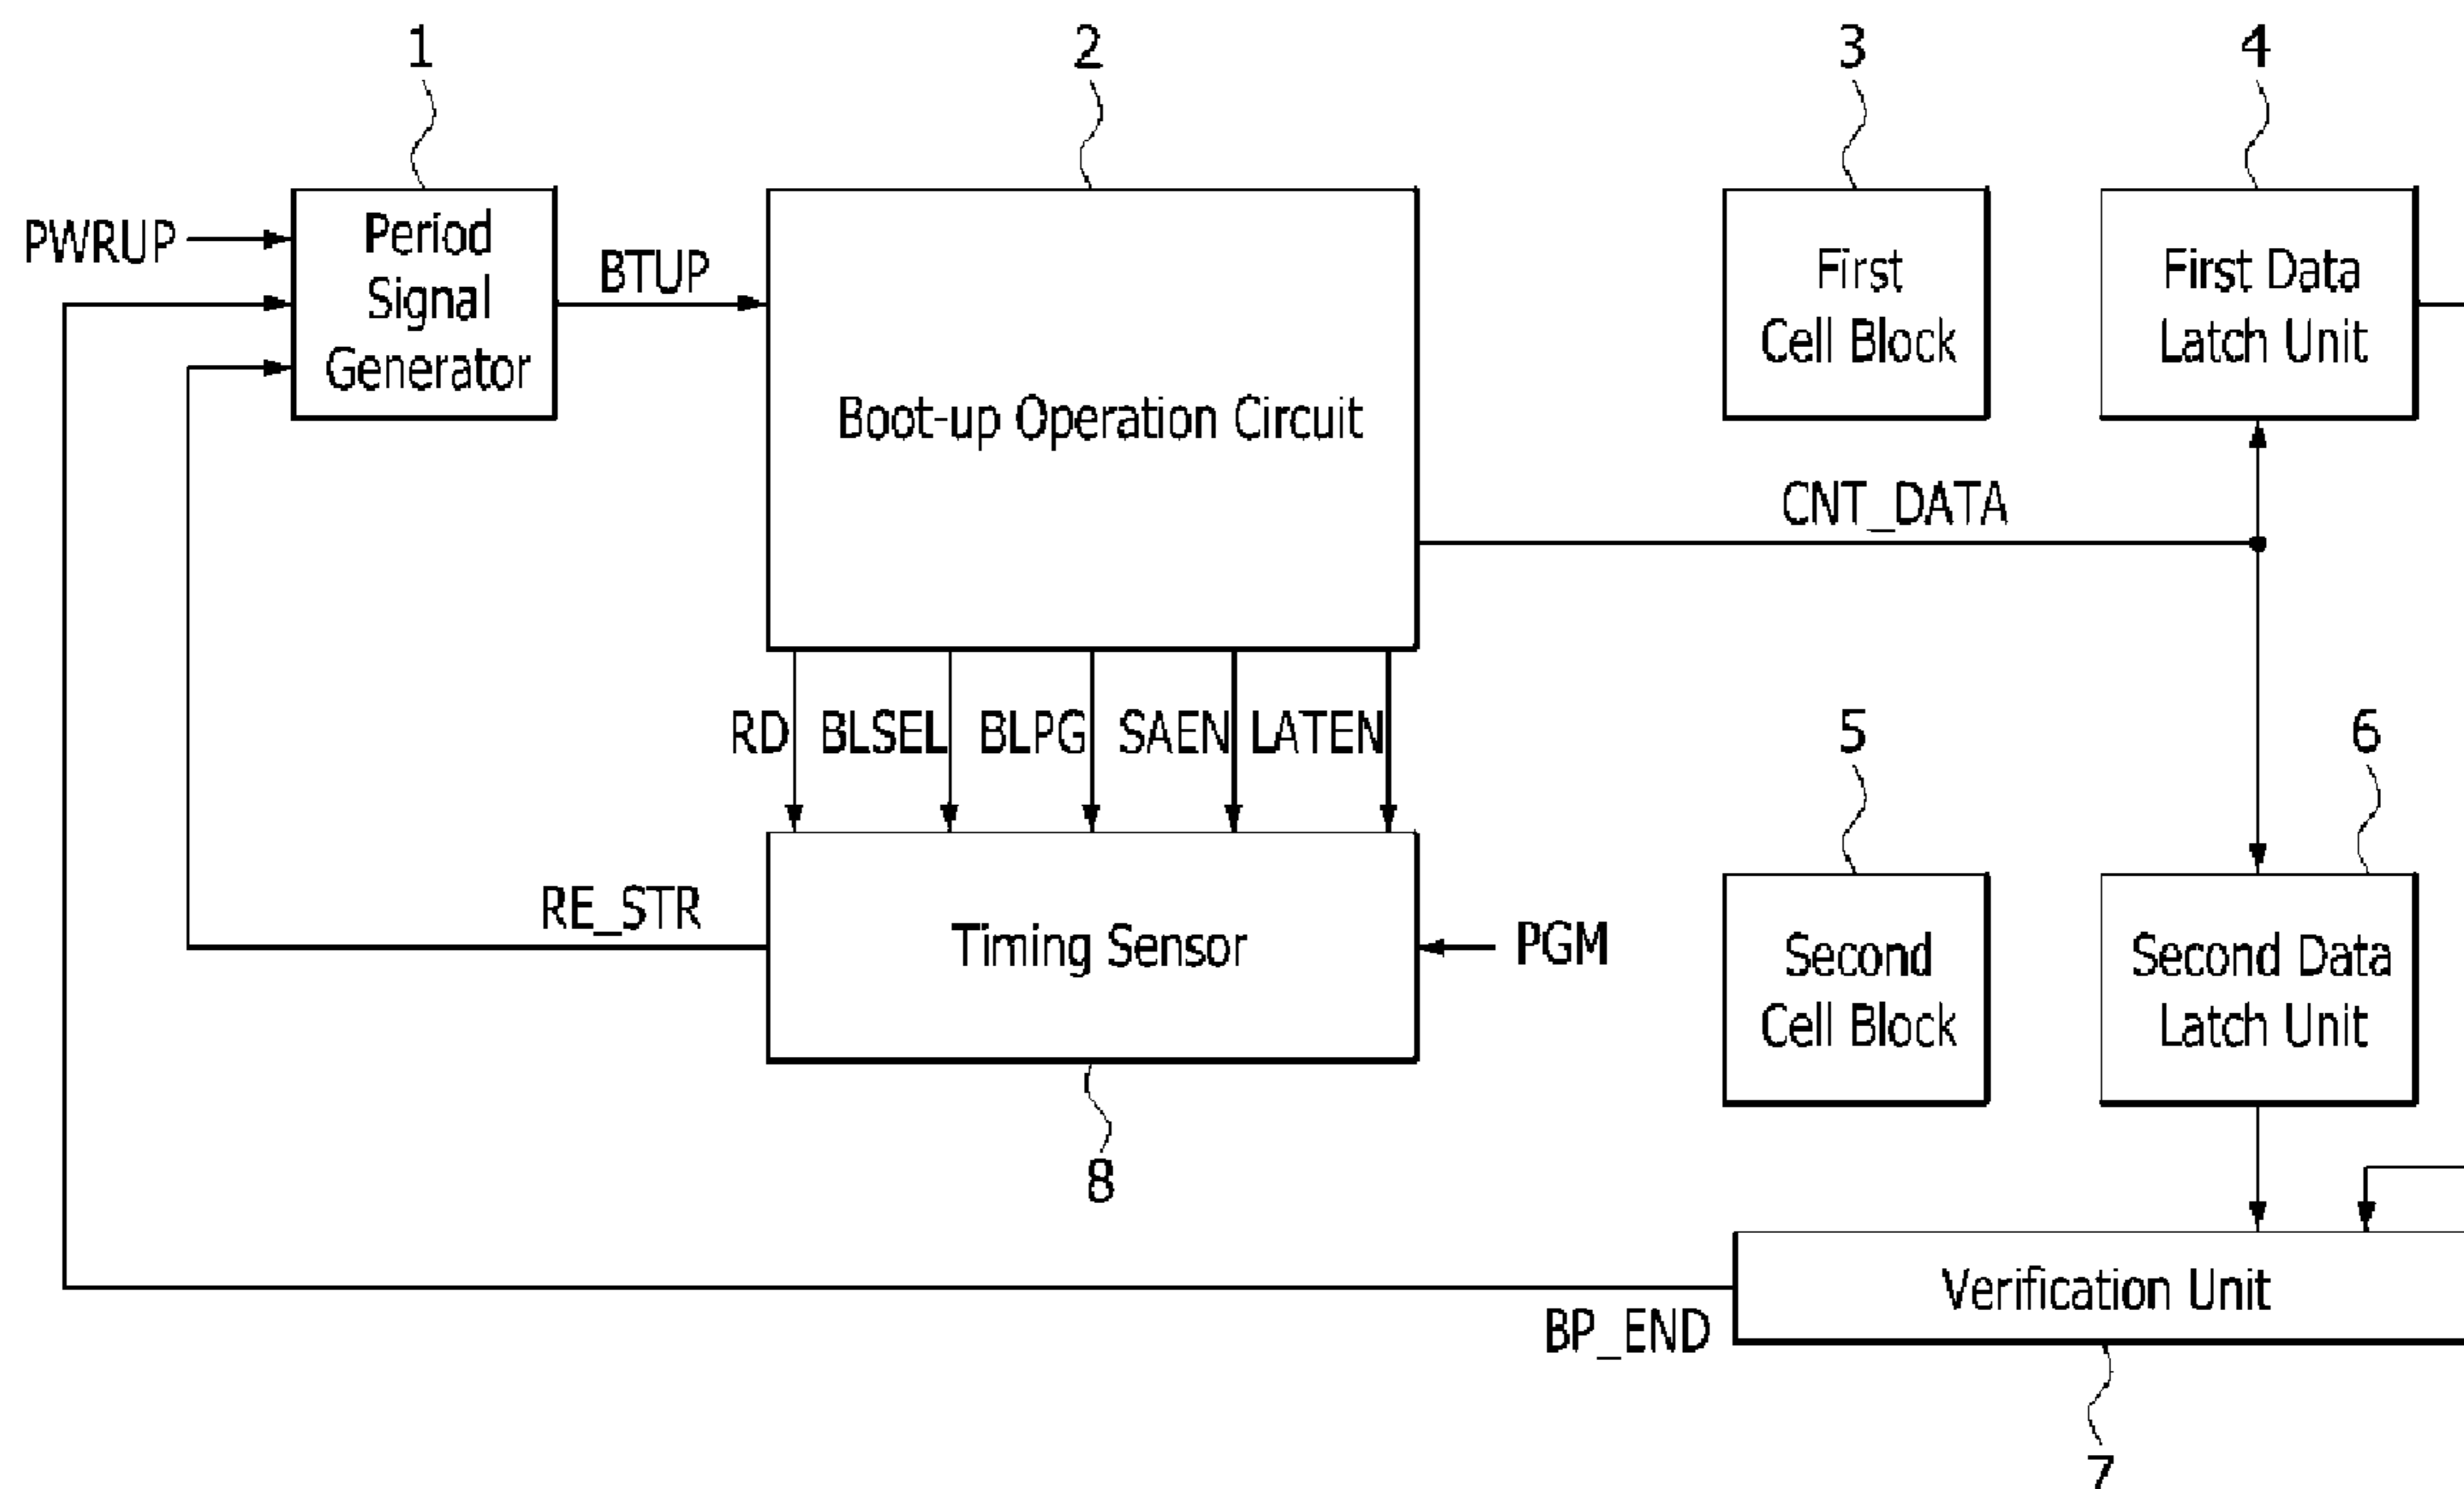 1
2
3
4
PWRUP
Period
Signal
Generator
BTUP
Boot-up Operation Circuit
First
Cell Block
First Data
Latch Unit
CNT_DATA
RD
BLSEL
BLPG
SAEN
LATEN
5
6
RE_STR
Timing Sensor
PGM
Second
Cell Block
Second Data
Latch Unit
8
Verification Unit
BP_END
7